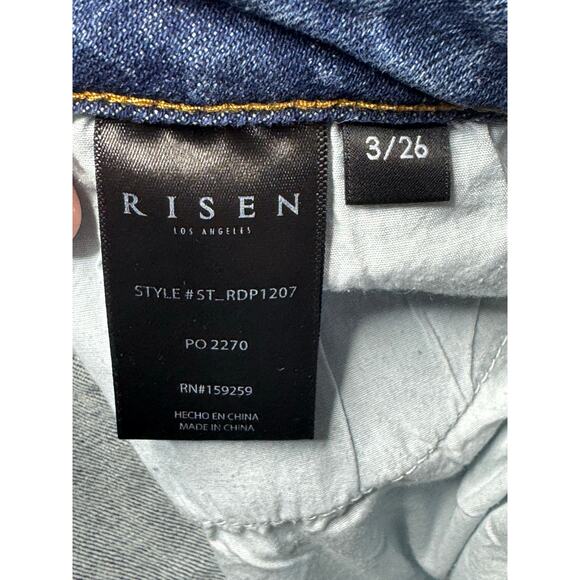 RISEN
LOS ANGELES
STYLE #ST_RDP1207
PO 2270
RN#159259
HECHO EN CHINA
MADE IN CHINA
3/26